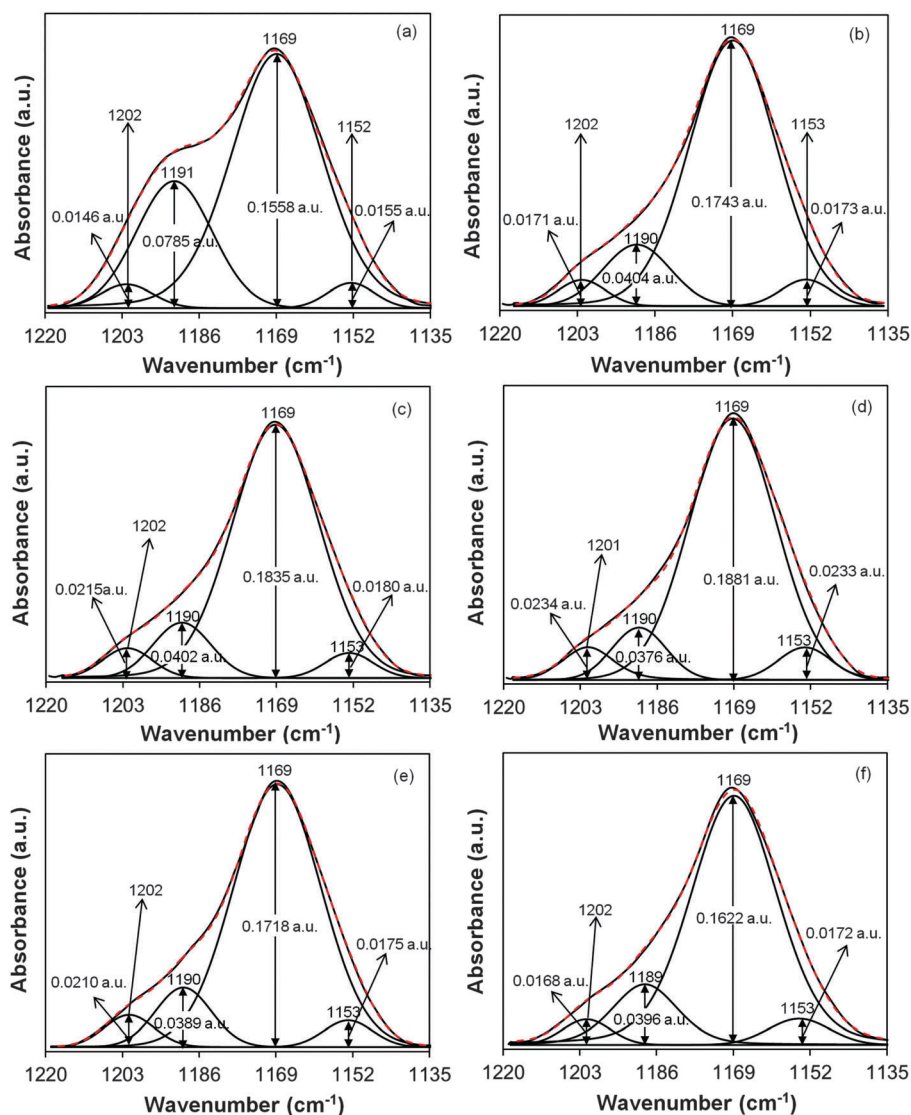 (a)
1169
1202
1152
1191
0.0146 a.u.
0.0785 a.u.
0.1558 a.u.
0.0155a.u.
Absorbance (a.u.)
1220 1203 1186 1169 1152 1135
Wavenumber (cm-1)
(b)
1169
1202
1153
1190
0.0171 a.u.
0.0404 a.u.
0.1743 a.u.
0.0173 a.u.
Absorbance (a.u.)
1220 1203 1186 1169 1152 1135
Wavenumber (cm-1)
(c)
1169
1202
1190
1153
0.0215a.u.
0.0402 a.u.
0.1835 a.u.
0.0180 a.u.
Absorbance (a.u.)
1220 1203 1186 1169 1152 1135
Wavenumber (cm-1)
(d)
1169
1201
1190
1153
0.0234 a.u.
0.0376 a.u.
0.1881 a.u.
0.0233 a.u.
Absorbance (a.u.)
1220 1203 1186 1169 1152 1135
Wavenumber (cm-1)
(e)
1169
1202
1190
1153
0.0210 a.u.
0.0389 a.u.
0.1718 a.u.
0.0175 a.u.
Absorbance (a.u.)
1220 1203 1186 1169 1152 1135
Wavenumber (cm-1)
(f)
1169
1202
1189
1153
0.0168 a.u.
0.0396 a.u.
0.1622 a.u.
0.0172 a.u.
Absorbance (a.u.)
1220 1203 1186 1169 1152 1135
Wavenumber (cm-1)